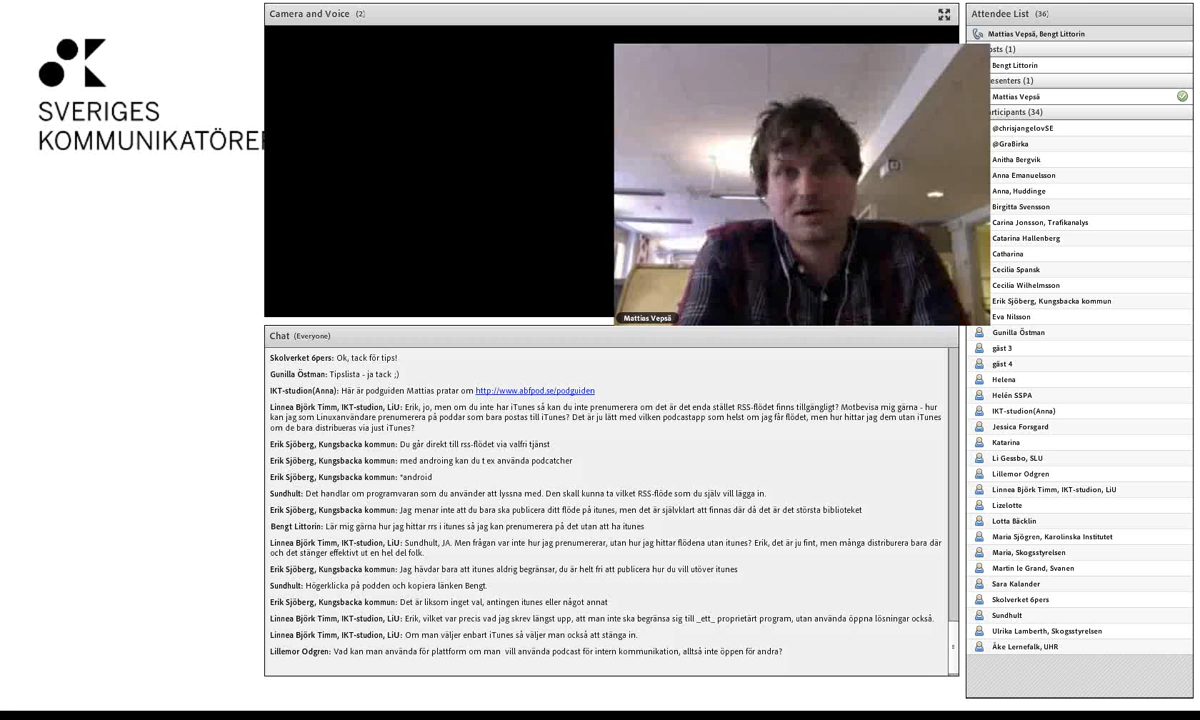 SVERIGES
KOMMUNIKATÖRE
Camera and Voice (2)
Mattias Vepsä
Chat (Everyone)
Skolverket 6pers: Ok, tack för tips!
Gunilla Östman: Tipslista - ja tack ;)
IKT-studion(Anna): Här är podguiden Mattias pratar om http://www.abfpod.se/podguiden
Linnea Björk Timm, IKT-studion, LiU: Erik, jo, men om du inte har iTunes så kan du inte prenumerera om det är det enda stället RSS-flödet finns tillgängligt? Motbevisa mig gärna - hur
kan jag som Linuxanvändare prenumerera på poddar som bara postas till iTunes? Det är ju lätt med vilken podcastapp som helst om jag får flödet, men hur hittar jag dem utan iTunes
om de bara distribueras via just iTunes?
Erik Sjöberg, Kungsbacka kommun: Du går direkt till rss-flödet via valfri tjänst
Erik Sjöberg, Kungsbacka kommun: med androing kan du t ex använda podcatcher
Erik Sjöberg, Kungsbacka kommun: *android
Sundhult: Det handlar om programvaran som du använder att lyssna med. Den skall kunna ta vilket RSS-flöde som du själv vill lägga in.
Erik Sjöberg, Kungsbacka kommun: Jag menar inte att du bara ska publicera ditt flöde på itunes, men det är självklart att finnas där då det är det största biblioteket
Bengt Littorin: Lär mig gärna hur jag hittar rrs i itunes så jag kan prenumerera på det utan att ha itunes
Linnea Björk Timm, IKT-studion, LiU: Sundhult, JA. Men frågan var inte hur jag prenumererar, utan hur jag hittar flödena utan itunes? Erik, det är ju fint, men många distriburera bara där
och det stänger effektivt ut en hel del folk.
Erik Sjöberg, Kungsbacka kommun: Jag hävdar bara att itunes aldrig begränsar, du är helt fri att publicera hur du vill utöver itunes
Sundhult: Högerklicka på podden och kopiera länken Bengt.
Erik Sjöberg, Kungsbacka kommun: Det är liksom inget val, antingen itunes eller något annat
Linnea Björk Timm, IKT-studion, LiU: Erik, vilket var precis vad jag skrev längst upp, att man inte ska begränsa sig till _ett_ proprietärt program, utan använda öppna lösningar också.
Linnea Björk Timm, IKT-studion, LiU: Om man väljer enbart iTunes så väljer man också att stänga in.
Lillemor Odgren: Vad kan man använda för plattform om man vill använda podcast för intern kommunikation, alltså inte öppen för andra?
Attendee List (36)
Mattias Vepsä, Bengt Littorin
osts (1)
Bengt Littorin
esenters (1)
Mattias Vepsä
articipants (34)
@chrisjangelovSE
@GraBirka
Anitha Bergvik
Anna Emanuelsson
Anna, Huddinge
Birgitta Svensson
Carina Jonsson, Trafikanalys
Catarina Hallenberg
Catharina
Cecilia Spansk
Cecilia Wilhelmsson
Erik Sjöberg, Kungsbacka kommun
Eva Nilsson
Gunilla Östman
gäst 3
gäst 4
Helena
Helén SSPA
IKT-studion(Anna)
Jessica Forsgard
Katarina
Li Gessbo, SLU
Lillemor Odgren
Linnea Björk Timm, IKT-studion, LiU
Lizelotte
Lotta Bäcklin
Maria Sjögren, Karolinska Institutet
Maria, Skogsstyrelsen
Martin le Grand, Svanen
Sara Kalander
Skolverket 6pers
Sundhult
Ulrika Lamberth, Skogsstyrelsen
Åke Lernefalk, UHR